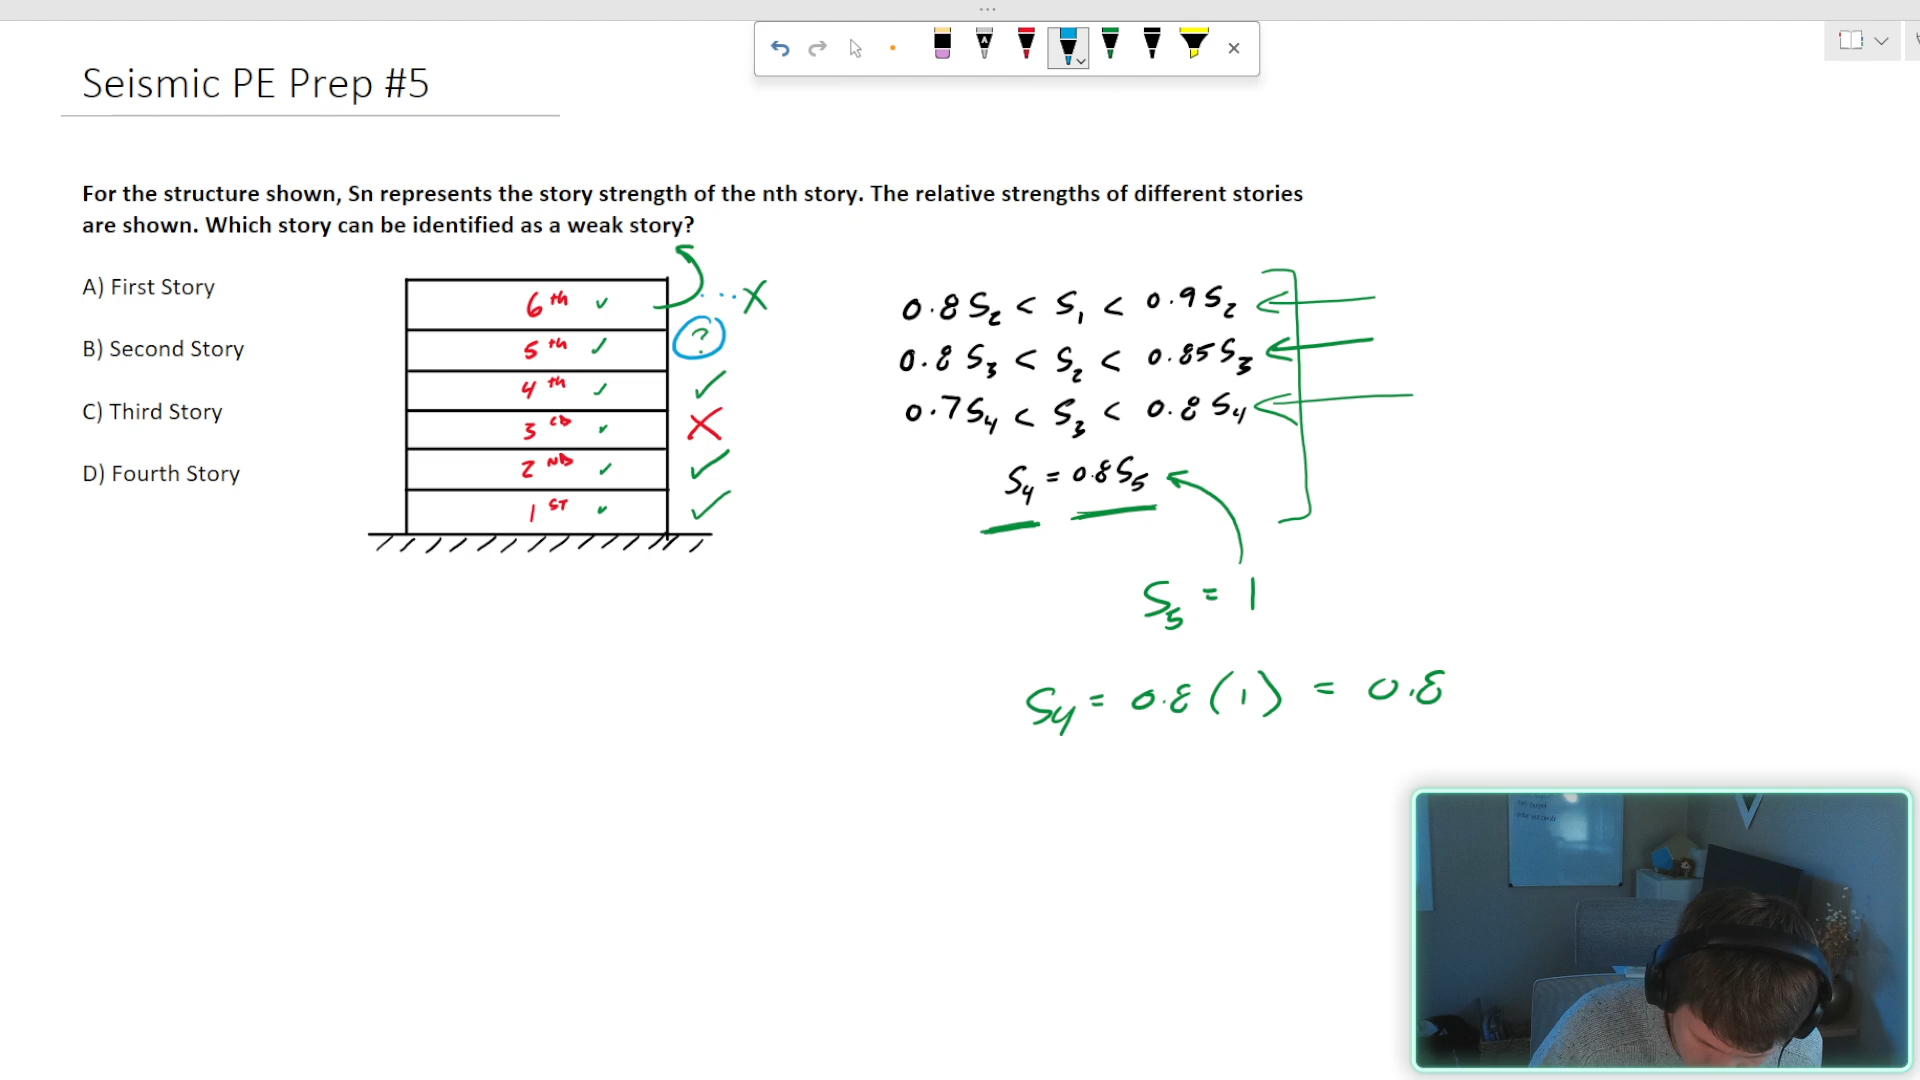 Seismic PE Prep #5
For the structure shown, Sn represents the story strength of the nth story. The relative strengths of different stories
are shown. Which story can be identified as a weak story?
A) First Story
B) Second Story
C) Third Story
D) Fourth Story
6th ✓ ... X
5th ✓ ?
4th ✓ ✓
3 ✓ X
2ND ✓ ✓
1ST ✓ ✓
0.8S₂ < S₁ < 0.9S₂
0.8S₃ < S₂ < 0.85S₃
0.7S₄ < S₃ < 0.8S₄
S₄ = 0.8S₅
S₅ = 1
S₄ = 0.8(1) = 0.8